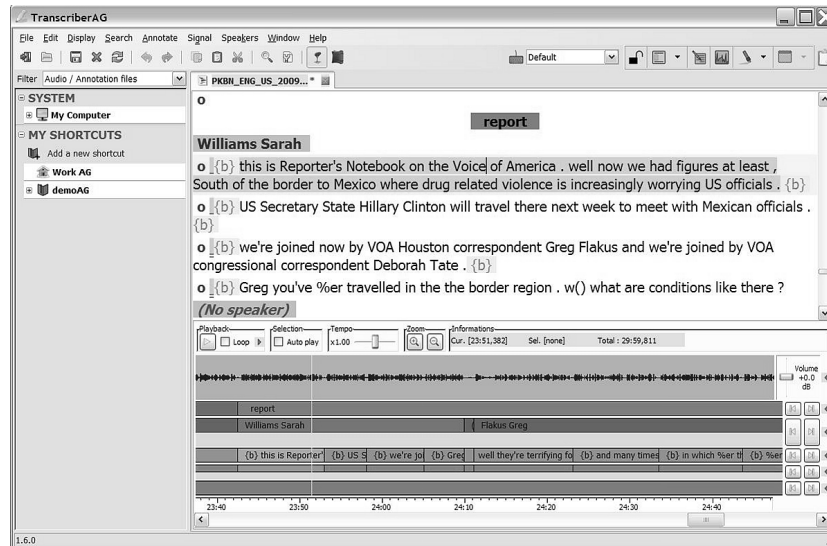 TranscriberAG
File Edit Display Search Annotate Signal Speakers Window Help
Default
Filter Audio / Annotation files
PKBN_ENG_US_2009...*
SYSTEM
My Computer
MY SHORTCUTS
Add a new shortcut
Work AG
demoAG
o
report
Williams Sarah
o {b} this is Reporter's Notebook on the Voice of America . well now we had figures at least ,
South of the border to Mexico where drug related violence is increasingly worrying US officials . {b}
o {b} US Secretary State Hillary Clinton will travel there next week to meet with Mexican officials .
{b}
o {b} we're joined now by VOA Houston correspondent Greg Flakus and we're joined by VOA
congressional correspondent Deborah Tate . {b}
o {b} Greg you've %er travelled in the the border region . w() what are conditions like there ?
(No speaker)
Playback Selection Tempo Zoom Informations
Loop Auto play x1.00 Cur. [23:51,382] Sel. [none] Total : 29:59,811
Volume
+0.0
dB
report
Williams Sarah Flakus Greg
{b} this is Reporter' {b} US S {b} we're joi {b} Greg well they're terrifying fo {b} and many times {b} in which %er th {b} %er
23:40 23:50 24:00 24:10 24:20 24:30 24:40
1.6.0